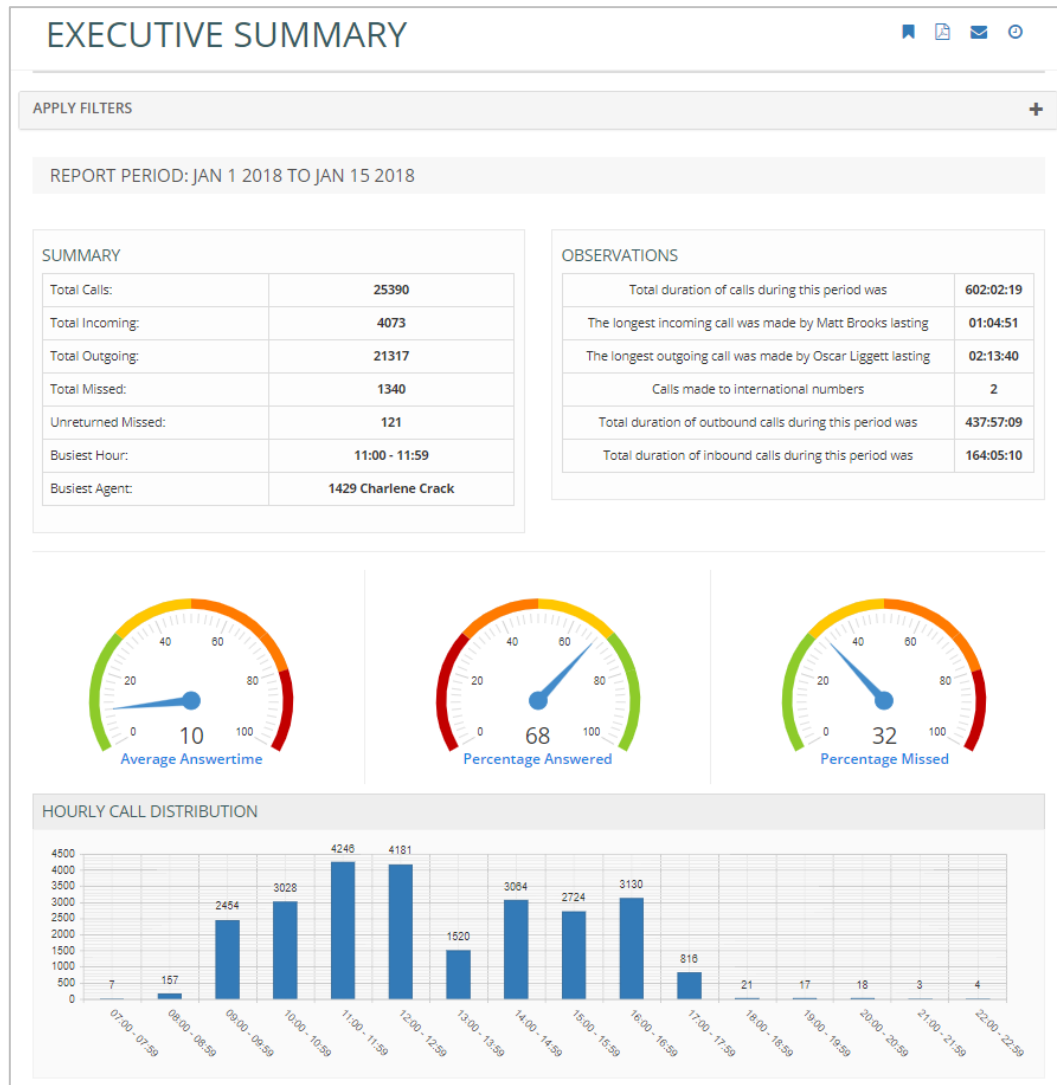 EXECUTIVE SUMMARY
APPLY FILTERS
REPORT PERIOD: JAN 1 2018 TO JAN 15 2018
SUMMARY
Total Calls: 25390
Total Incoming: 4073
Total Outgoing: 21317
Total Missed: 1340
Unreturned Missed: 121
Busiest Hour: 11:00 - 11:59
Busiest Agent: 1429 Charlene Crack
OBSERVATIONS
Total duration of calls during this period was 602:02:19
The longest incoming call was made by Matt Brooks lasting 01:04:51
The longest outgoing call was made by Oscar Liggett lasting 02:13:40
Calls made to international numbers 2
Total duration of outbound calls during this period was 437:57:09
Total duration of inbound calls during this period was 164:05:10
0 20 40 60 80 100
10
Average Answertime
0 20 40 60 80 100
68
Percentage Answered
0 20 40 60 80 100
32
Percentage Missed
HOURLY CALL DISTRIBUTION
4500
4000
3500
3000
2500
2000
1500
1000
500
0
7 157 2454 3028 4246 4181 1520 3064 2724 3130 816 21 17 18 3 4
07:00 - 07:59
08:00 - 08:59
09:00 - 09:59
10:00 - 10:59
11:00 - 11:59
12:00 - 12:59
13:00 - 13:59
14:00 - 14:59
15:00 - 15:59
16:00 - 16:59
17:00 - 17:59
18:00 - 18:59
19:00 - 19:59
20:00 - 20:59
21:00 - 21:59
22:00 - 22:59